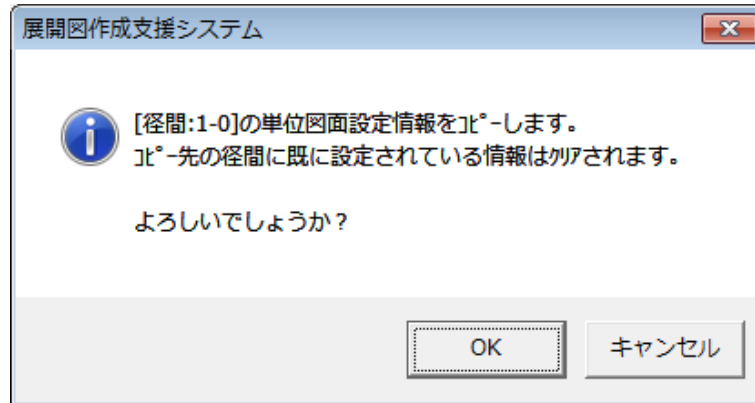 展開図作成支援システム
[径間:1-0]の単位図面設定情報をｺﾋﾟｰします。
ｺﾋﾟｰ先の径間に既に設定されている情報はｸﾘｱされます。
よろしいでしょうか？
OK
キャンセル